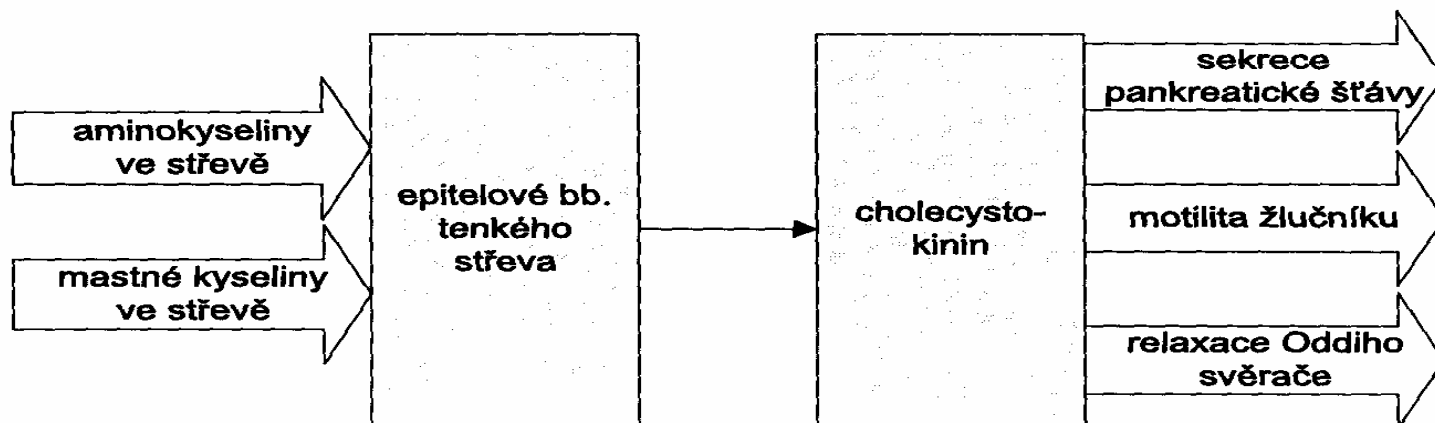 aminokyseliny
ve střevě
mastné kyseliny
ve střevě
epitelové bb.
tenkého
střeva
cholecysto-
kinin
sekrece
pankreatické šťávy
motilita žlučníku
relaxace Oddiho
svěrače